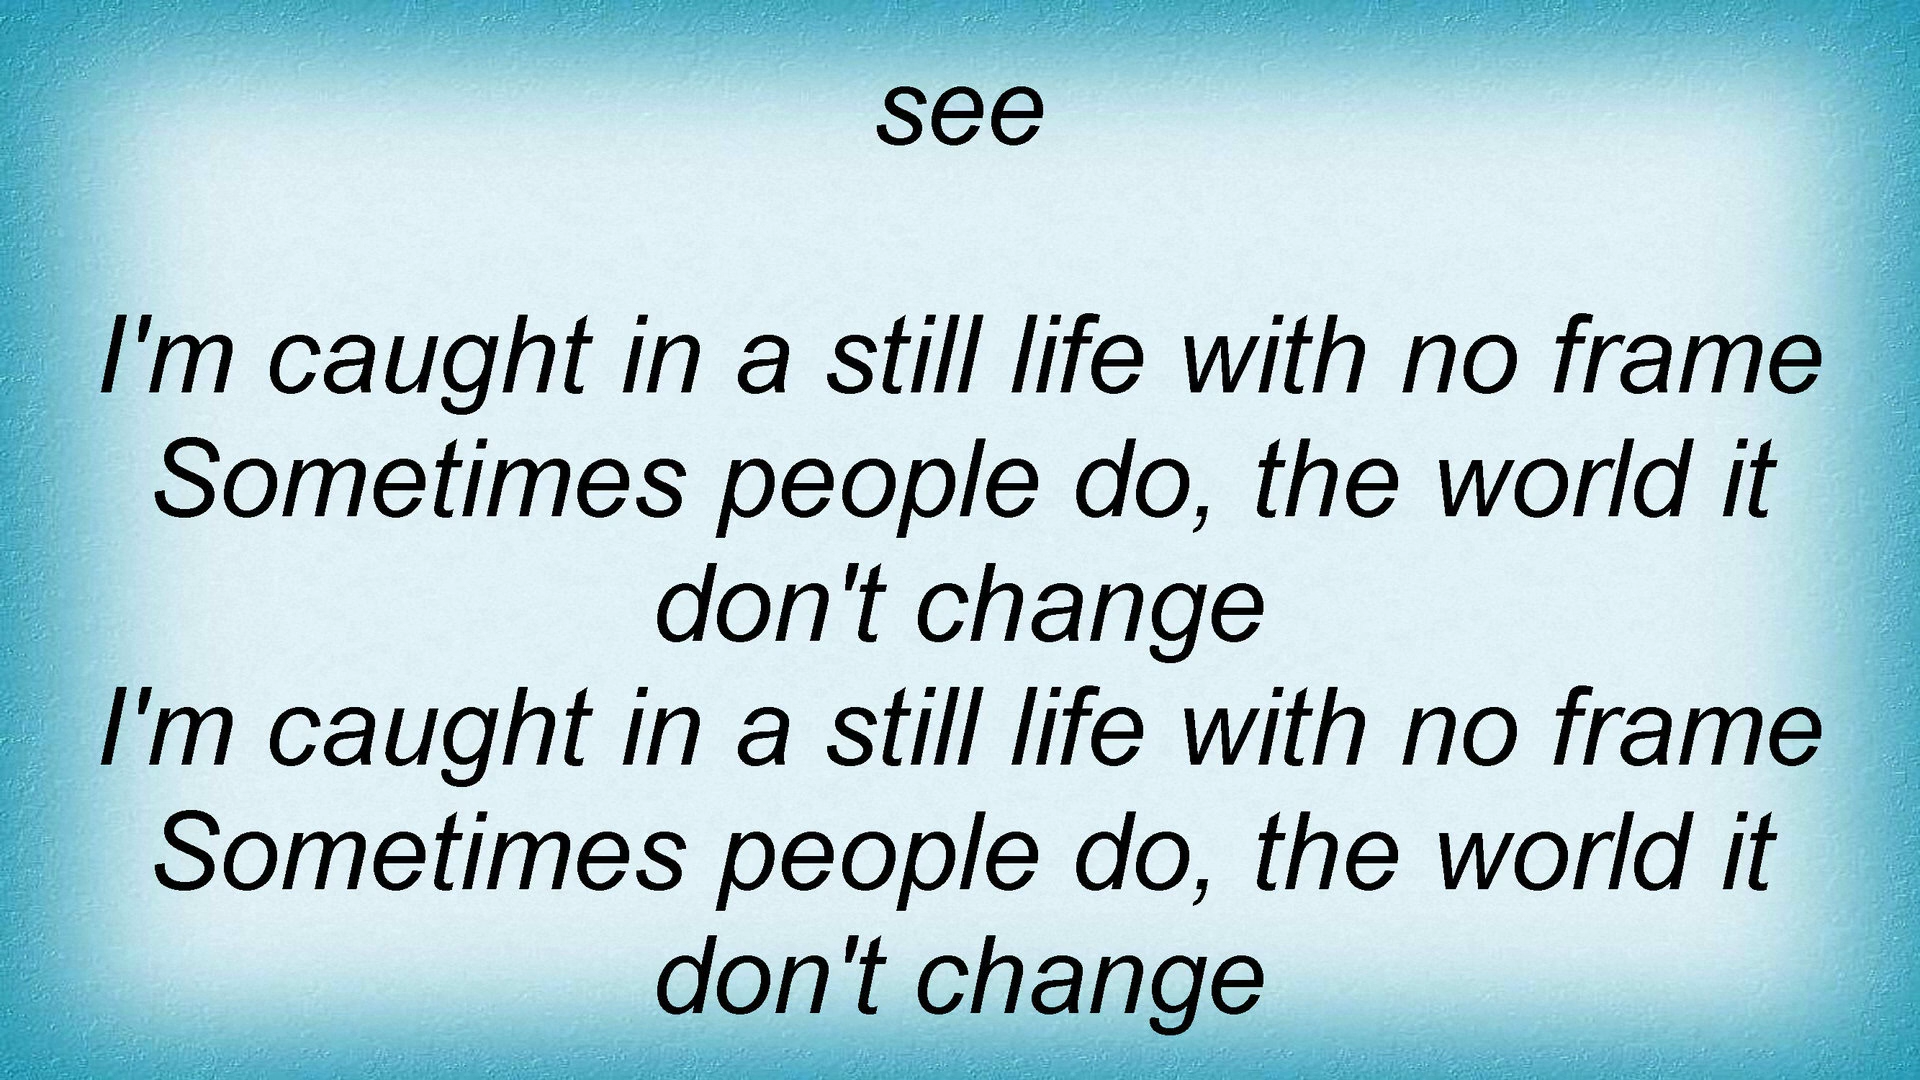 see
I'm caught in a still life with no frame
Sometimes people do, the world it
don't change
I'm caught in a still life with no frame
Sometimes people do, the world it
don't change